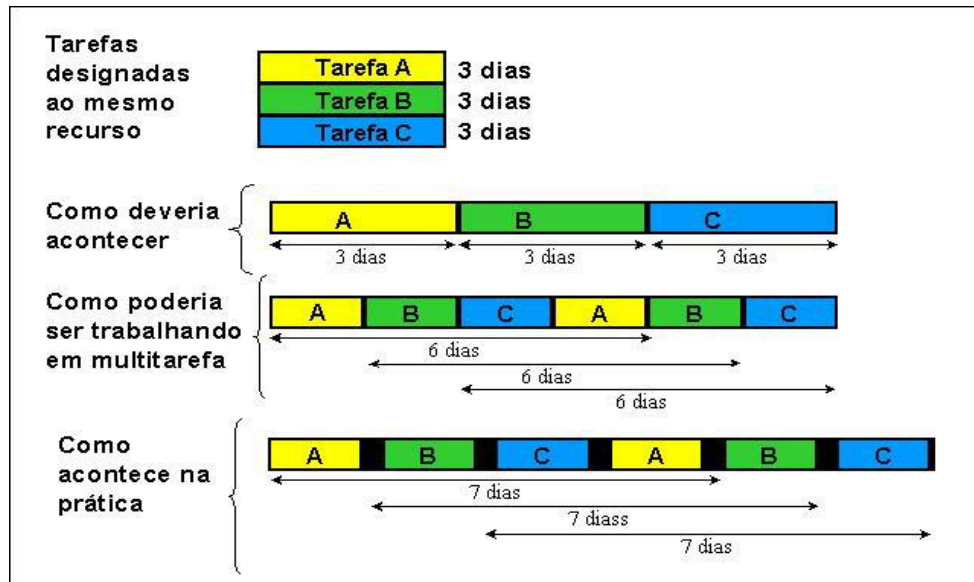 Tarefas
designadas
ao mesmo
recurso
Tarefa A 3 dias
Tarefa B 3 dias
Tarefa C 3 dias
Como deveria
acontecer
A B C
3 dias 3 dias 3 dias
Como poderia
ser trabalhando
em multitarefa
A B C A B C
6 dias
6 dias
6 dias
Como
acontece na
prática
A B C A B C
7 dias
7 diass
7 dias